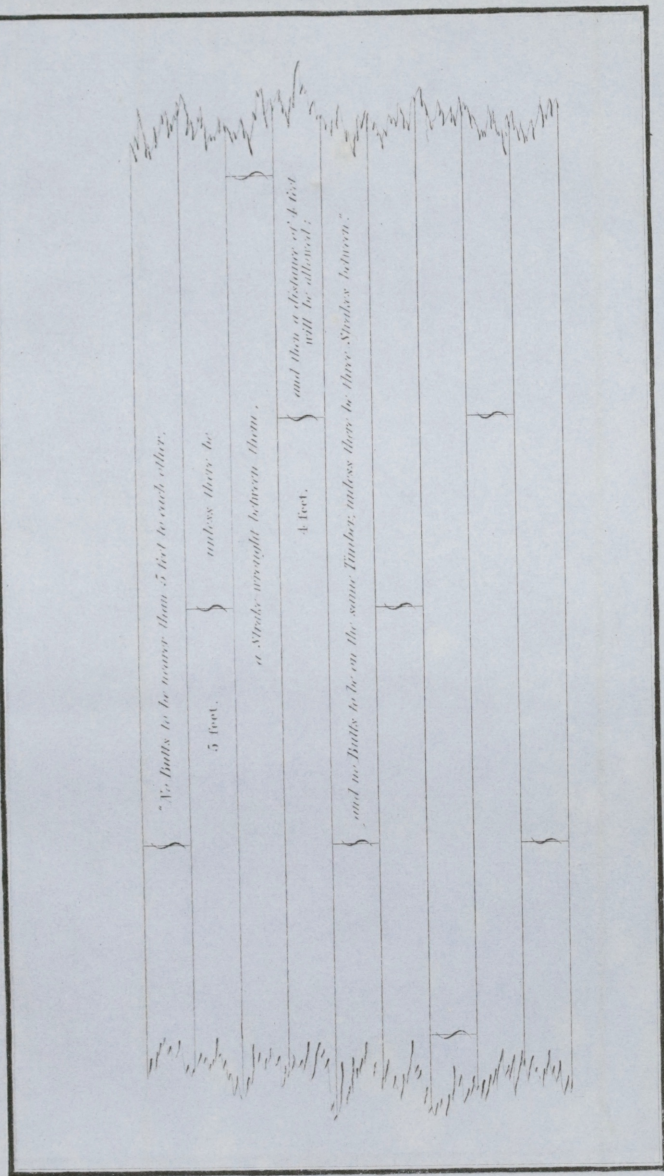 "No Butts to be nearer than 5 feet to each other,
unless there be
5 feet.
a Strake wrought between them,
and then a distance of 4 feet
will be allowed;
4 feet.
and no Butts to be on the same Timber, unless there be three Strakes between."